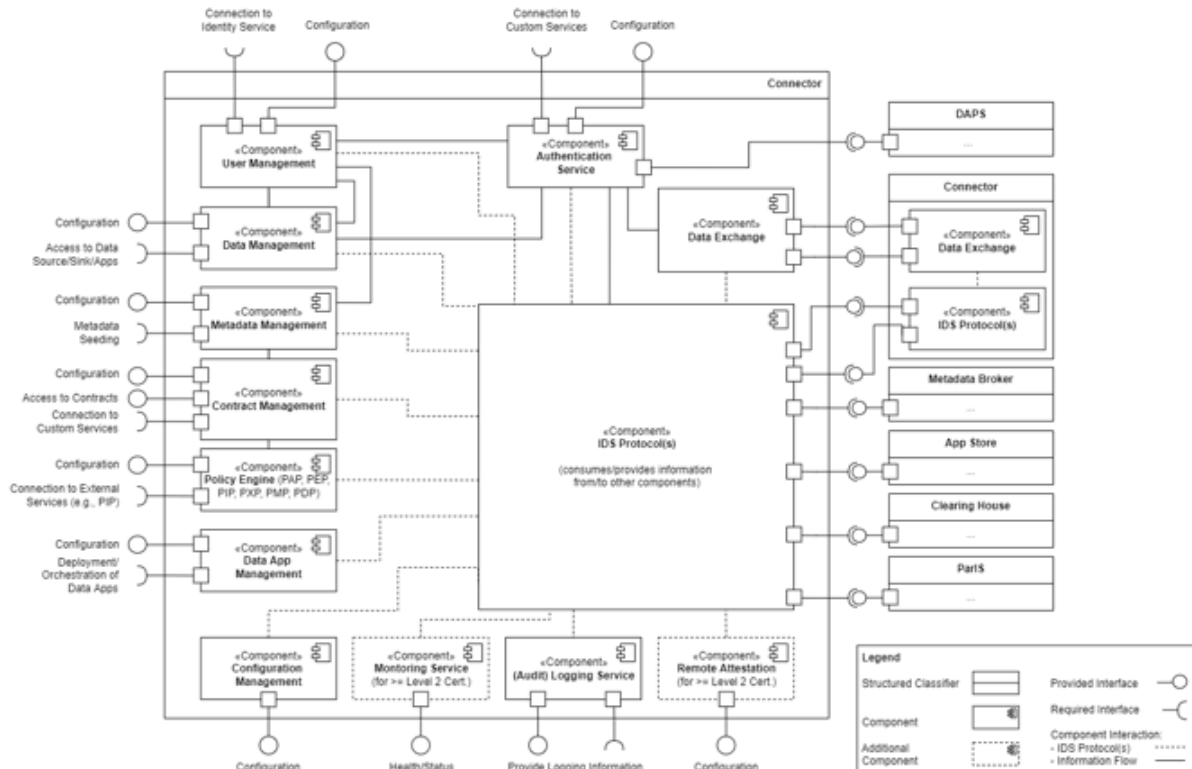 Connection to
Identity Service
Configuration
Connection to
Custom Services
Configuration
Connector
«Component»
User Management
«Component»
Authentication
Service
DAPS
...
Configuration
Access to Data
Source/Sink/Apps
«Component»
Data Management
«Component»
Data Exchange
Connector
«Component»
Data Exchange
«Component»
IDS Protocol(s)
Configuration
Metadata
Seeding
«Component»
Metadata Management
Configuration
Access to Contracts
Connection to
Custom Services
«Component»
Contract Management
«Component»
IDS Protocol(s)
(consumes/provides information
from/to other components)
Metadata Broker
...
App Store
...
Configuration
Connection to External
Services (e.g., PIP)
«Component»
Policy Engine (PAP, PEP,
PIP, PXP, PMP, PDP)
Clearing House
...
Configuration
Deployment/
Orchestration of
Data Apps
«Component»
Data App
Management
ParIS
...
«Component»
Configuration
Management
«Component»
Montoring Service
(for >= Level 2 Cert.)
«Component»
(Audit) Logging Service
«Component»
Remote Attestation
(for >= Level 2 Cert.)
Configuration
Health/Status
Provide Logging Information
Configuration
Legend
Structured Classifier
Provided Interface
Component
Required Interface
Additional
Component
Component Interaction:
- IDS Protocol(s)
- Information Flow